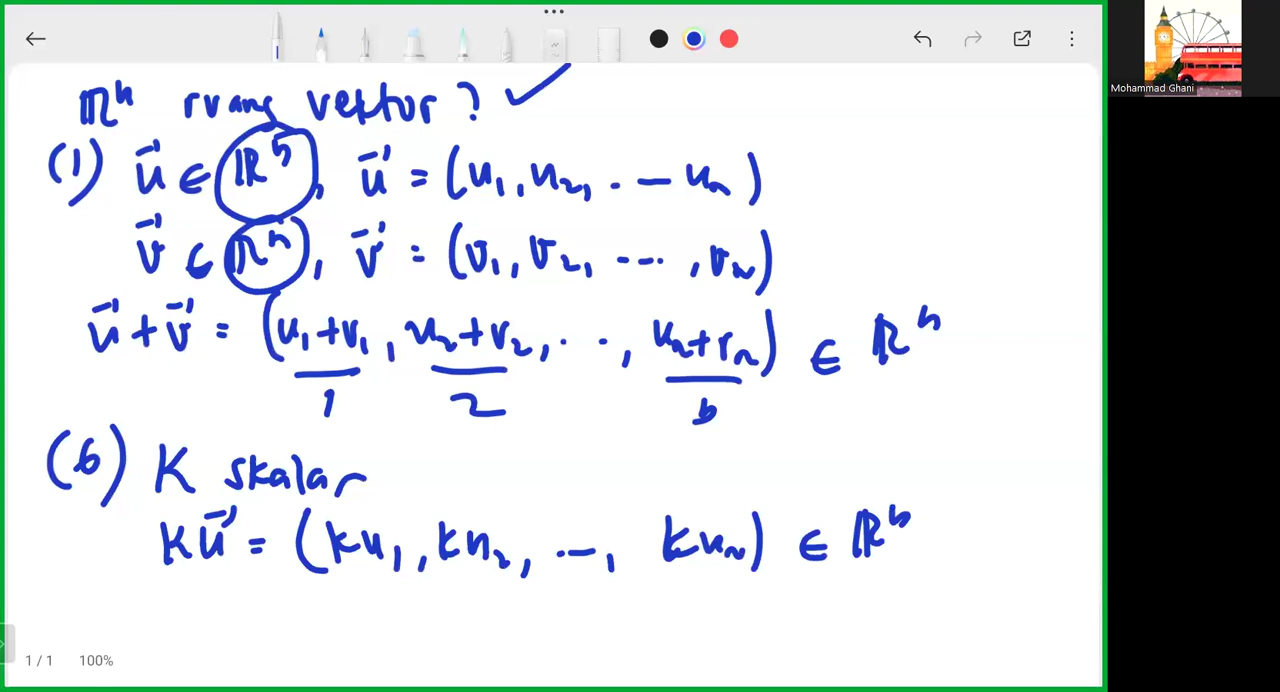 ℝⁿ ruang vektor? ✓
(1) u⃗ ∈ ℝⁿ, u⃗ = (u₁, u₂, ... uₙ)
v⃗ ∈ ℝⁿ, v⃗ = (v₁, v₂, ..., vₙ)
u⃗ + v⃗ = (u₁+v₁, u₂+v₂, ..., uₙ+vₙ) ∈ ℝⁿ
1 2 n
(6) K skalar
Ku⃗ = (ku₁, ku₂, ..., kuₙ) ∈ ℝⁿ
1 / 1 100%
Mohammad Ghani